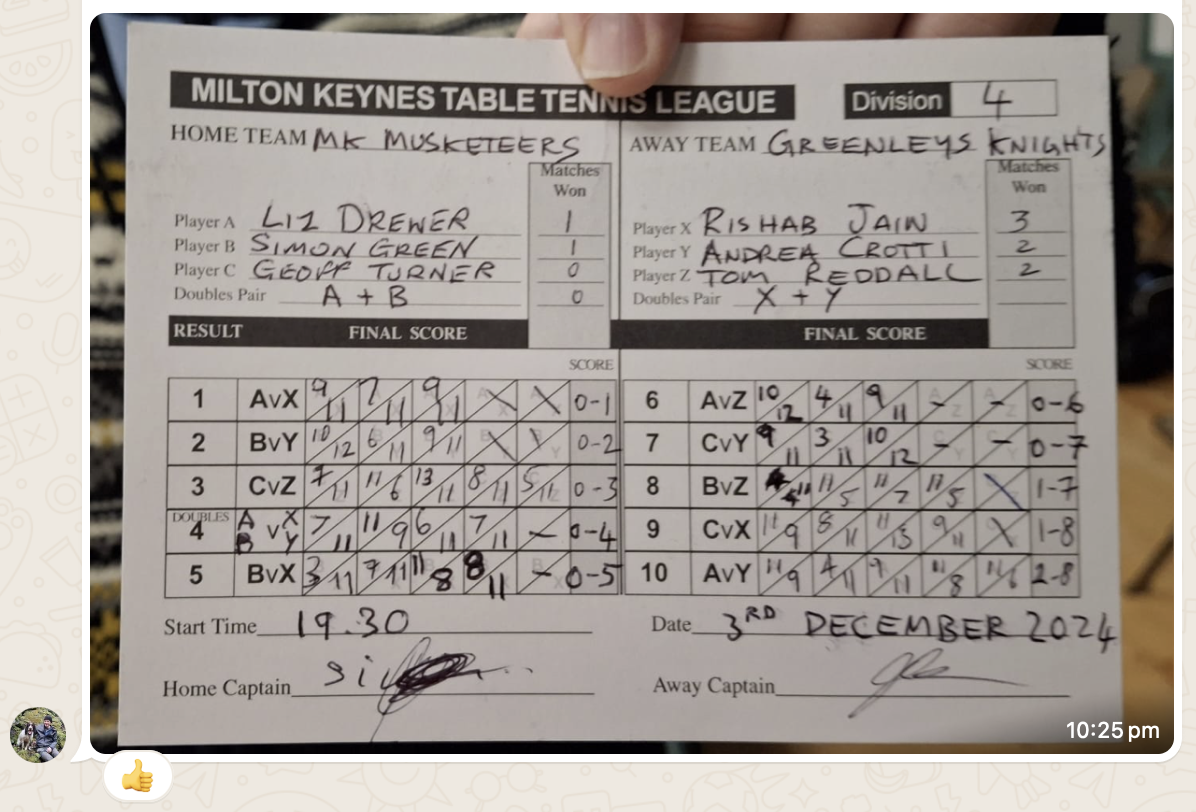 MILTON KEYNES TABLE TENNIS LEAGUE Division 4
HOME TEAM MK MUSKETEERS
Matches Won
Player A LIZ DREWER 1
Player B SIMON GREEN 1
Player C GEOFF TURNER 0
Doubles Pair A + B 0
AWAY TEAM GREENLEYS KNIGHTS
Matches Won
Player X RISHAB JAIN 3
Player Y ANDREA CROTTI 2
Player Z TOM REDDALL 2
Doubles Pair X + Y
RESULT FINAL SCORE
FINAL SCORE
SCORE
1 AvX 9/11 7/11 9/11 0-1
2 BvY 10/12 6/11 9/11 0-2
3 CvZ 7/11 11/6 13/11 8/11 5/11 0-3
DOUBLES
4 A B v X Y 7/11 11/9 6/11 7/11 - 0-4
5 BvX 3/11 9/11 11/8 8/11 - 0-5
SCORE
6 AvZ 10/12 4/11 9/11 - - 0-6
7 CvY 9/11 3/11 10/12 - - 0-7
8 BvZ 4/11 11/5 11/7 11/5 1-7
9 CvX 11/9 8/11 11/13 9/11 1-8
10 AvY 11/9 4/11 9/11 11/8 11/6 2-8
Start Time 19.30
Date 3RD DECEMBER 2024
Home Captain
Away Captain
10:25 pm